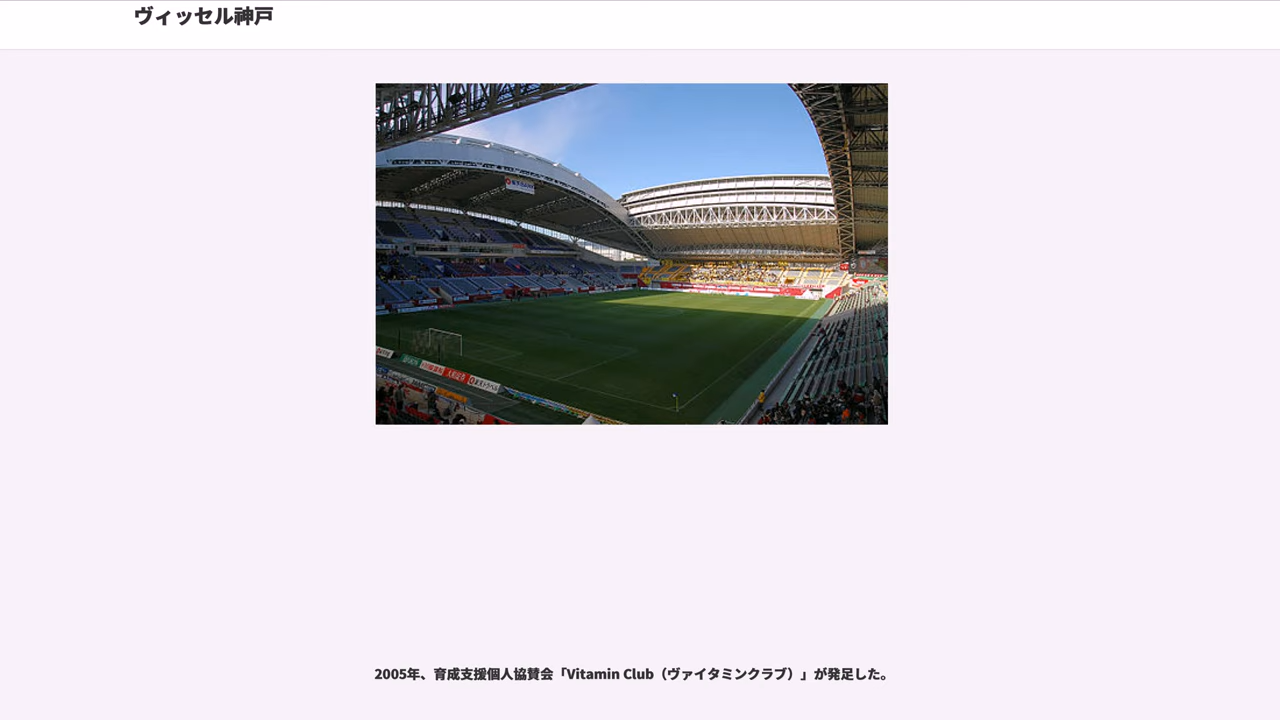 ヴィッセル神戸
2005年、育成支援個人協賛会「Vitamin Club（ヴァイタミンクラブ）」が発足した。